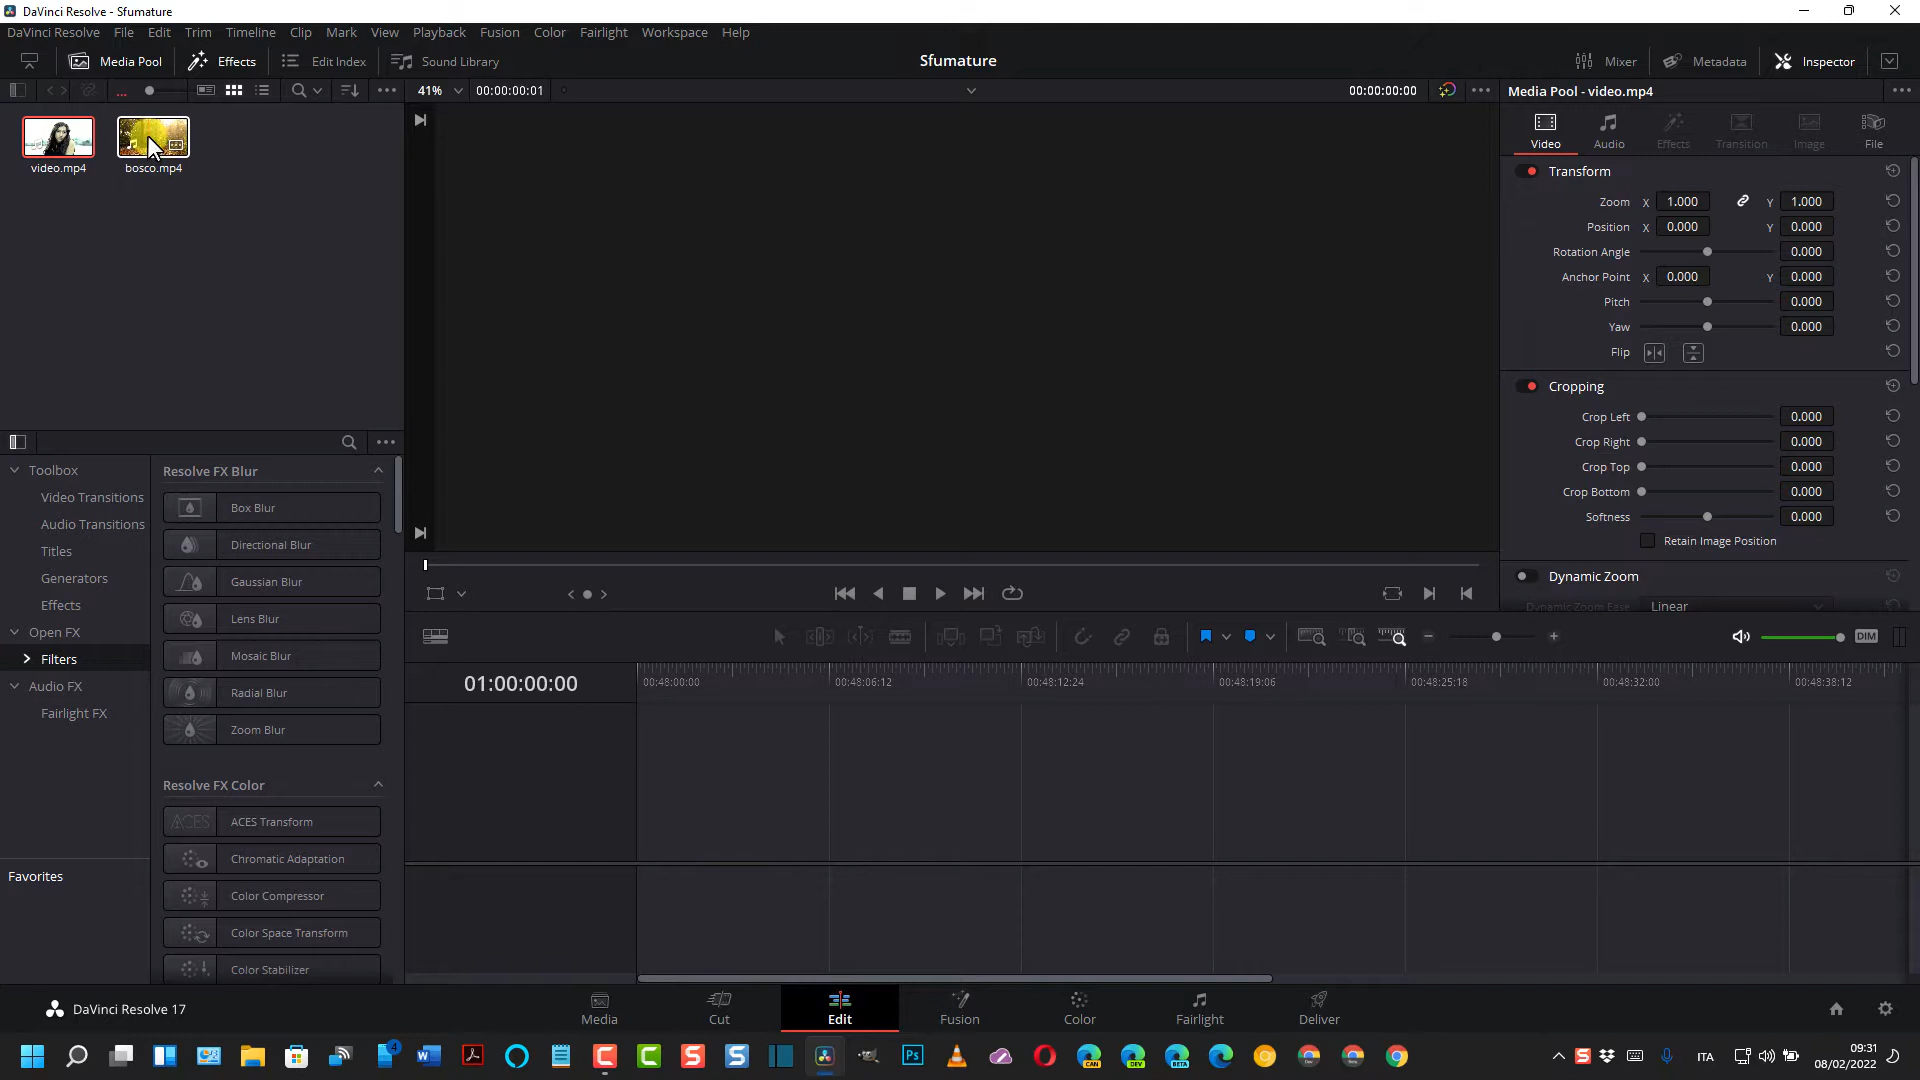 DaVinci Resolve - Sfumature
DaVinci Resolve File Edit Trim Timeline Clip Mark View Playback Fusion Color Fairlight Workspace Help
Media Pool Effects Edit Index Sound Library Sfumature Mixer Metadata Inspector
... 41% 00:00:00:01 00:00:00:00 Media Pool - video.mp4
Video Audio Effects Transition Image File
video.mp4 bosco.mp4
Transform
Zoom X 1.000 Y 1.000
Position X 0.000 Y 0.000
Rotation Angle 0.000
Anchor Point X 0.000 Y 0.000
Pitch 0.000
Yaw 0.000
Flip
Cropping
Crop Left 0.000
Crop Right 0.000
Crop Top 0.000
Crop Bottom 0.000
Softness 0.000
Retain Image Position
Dynamic Zoom
Dynamic Zoom Ease Linear
Toolbox
Video Transitions
Audio Transitions
Titles
Generators
Effects
Open FX
Filters
Audio FX
Fairlight FX
Favorites
Resolve FX Blur
Box Blur
Directional Blur
Gaussian Blur
Lens Blur
Mosaic Blur
Radial Blur
Zoom Blur
Resolve FX Color
ACES ACES Transform
Chromatic Adaptation
Color Compressor
Color Space Transform
Color Stabilizer
DIM
01:00:00:00 00:48:00:00 00:48:06:12 00:48:12:24 00:48:19:06 00:48:25:18 00:48:32:00 00:48:38:12
DaVinci Resolve 17 Media Cut Edit Fusion Color Fairlight Deliver
4 Ps CAN DEV BETA ITA
09:31
08/02/2022